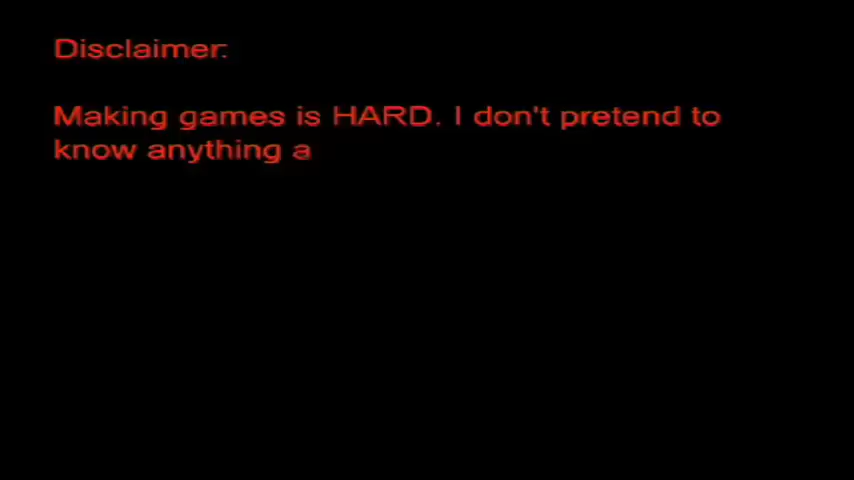 Disclaimer:
Making games is HARD. I don't pretend to
know anything a